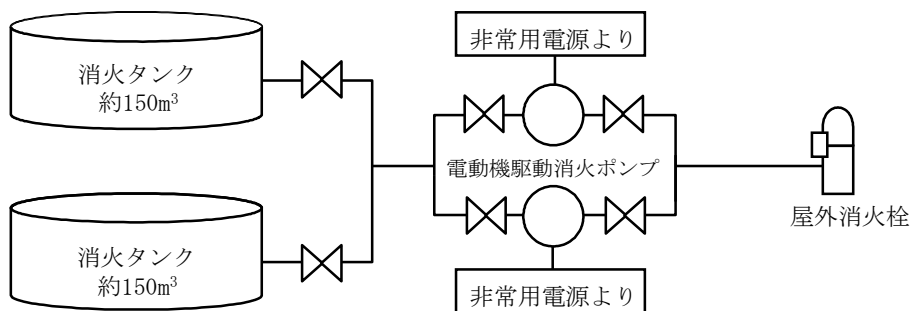 消火タンク
約150m³
非常用電源より
電動機駆動消火ポンプ
屋外消火栓
消火タンク
約150m³
非常用電源より